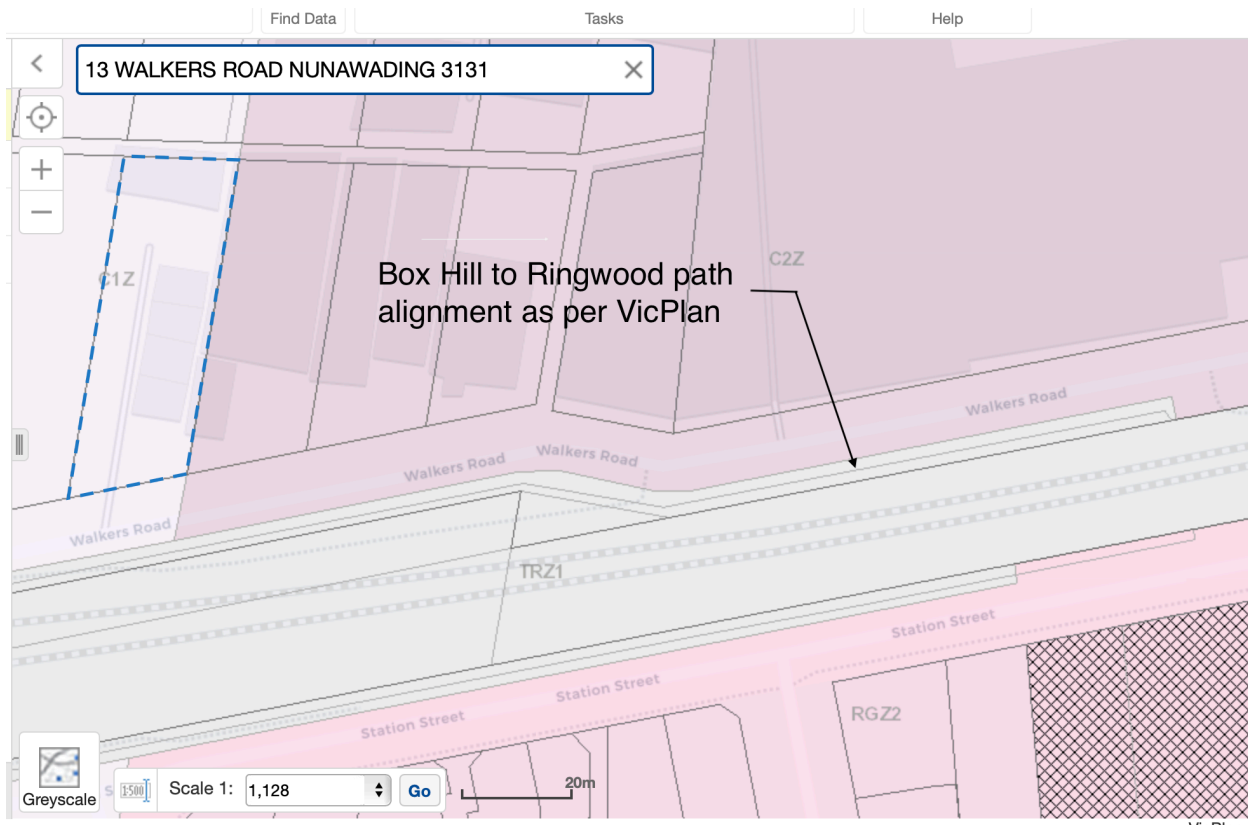 Find Data
Tasks
Help
13 WALKERS ROAD NUNAWADING 3131
C1Z
C2Z
Box Hill to Ringwood path
alignment as per VicPlan
Walkers Road
Walkers Road
Walkers Road
Walkers Road
TRZ1
Station Street
Station Street
Station Street
RGZ2
Greyscale
1:500
Scale 1:
1,128
Go
20m